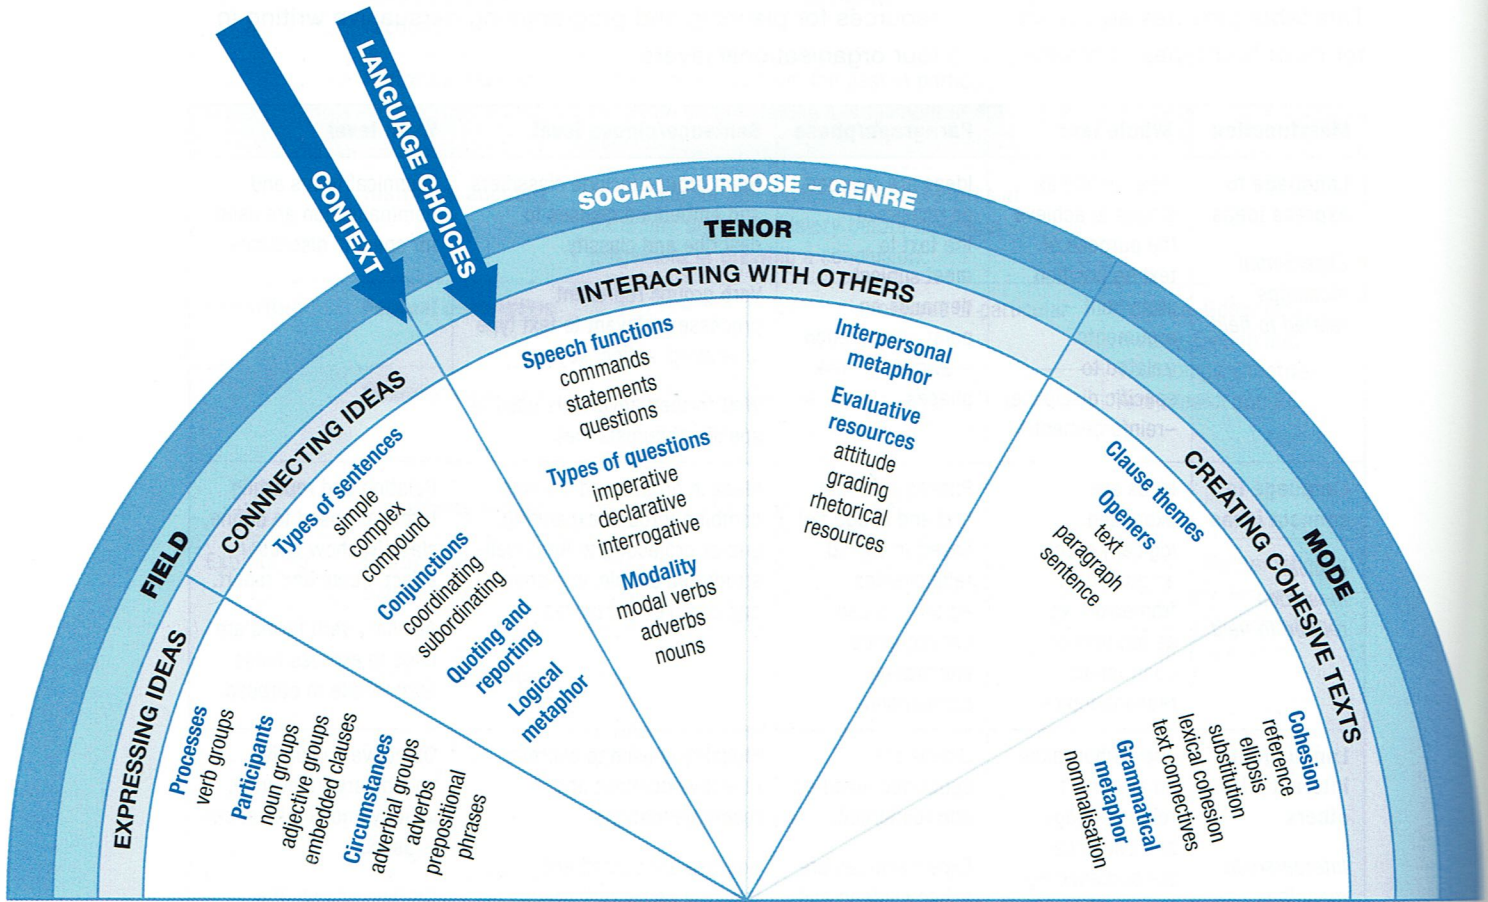 CONTEXT
LANGUAGE CHOICES
SOCIAL PURPOSE – GENRE
TENOR
INTERACTING WITH OTHERS
FIELD
EXPRESSING IDEAS
Processes
verb groups
Participants
noun groups
adjective groups
embedded clauses
Circumstances
adverbial groups
adverbs
prepositional
phrases
CONNNECTING IDEAS
Types of sentences
simple
complex
compound
Conjunctions
coordinating
subordinating
Quoting and
reporting
Logical
metaphor
Speech functions
commands
statements
questions
Types of questions
imperative
declarative
interrogative
Modality
modal verbs
adverbs
nouns
Interpersonal
metaphor
Evaluative
resources
attitude
grading
rhetorical
resources
MODE
CREATING COHESIVE TEXTS
Clause themes
Openers
text
paragraph
sentence
Cohesion
reference
ellipsis
substitution
lexical cohesion
text connectives
Grammatical
metaphor
nominalisation